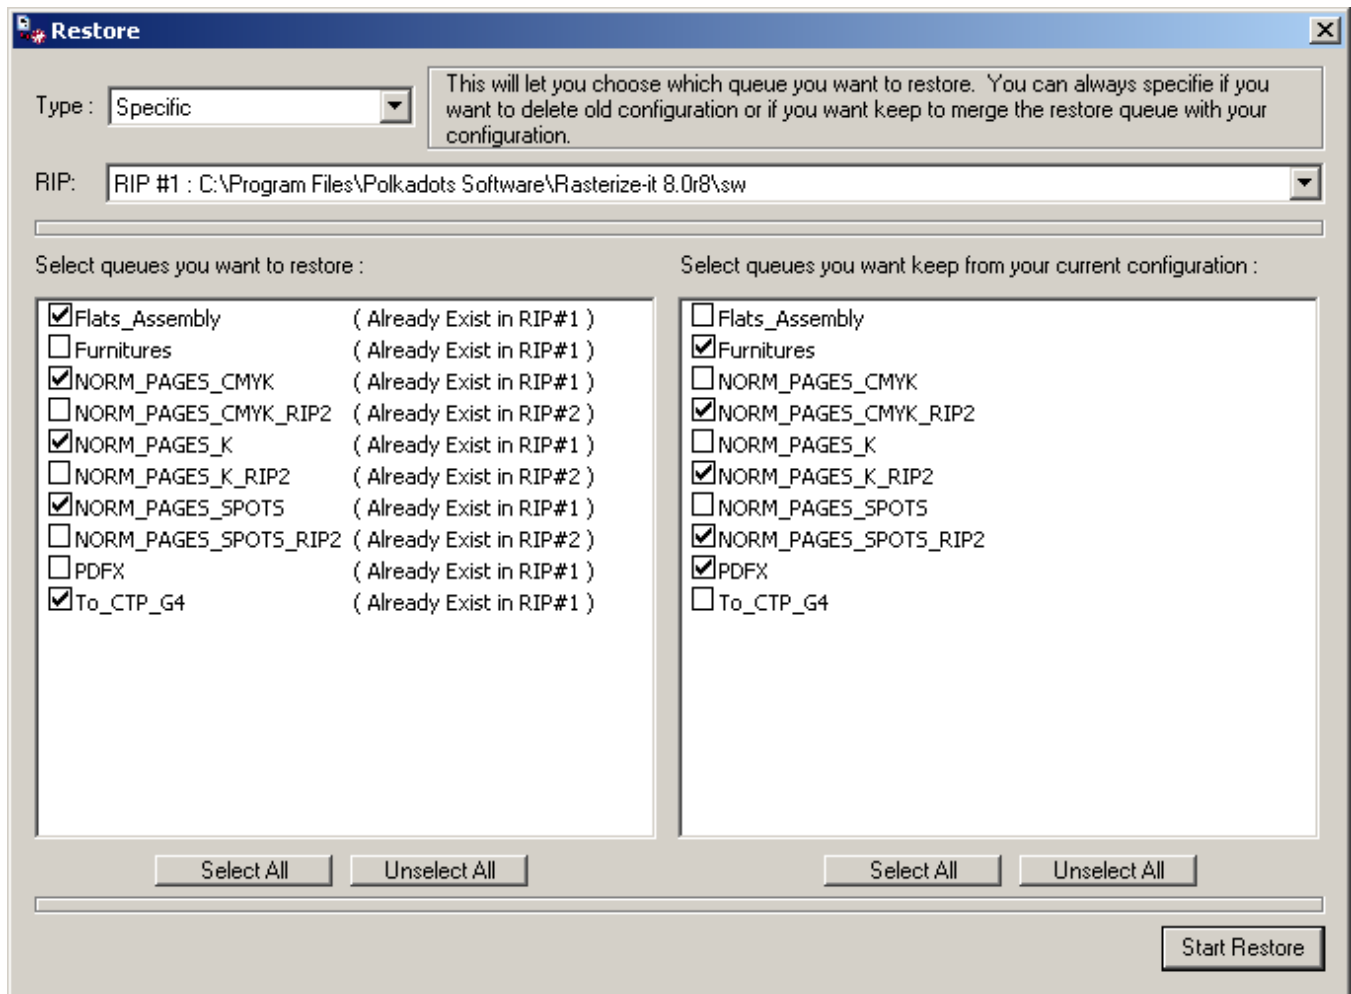 Restore
Type :
Specific
This will let you choose which queue you want to restore. You can always specifie if you
want to delete old configuration or if you want keep to merge the restore queue with your
configuration.
RIP:
RIP #1 : C:\Program Files\Polkadots Software\Rasterize-it 8.0r8\sw
Select queues you want to restore :
Flats_Assembly ( Already Exist in RIP#1 )
Furnitures ( Already Exist in RIP#1 )
NORM_PAGES_CMYK ( Already Exist in RIP#1 )
NORM_PAGES_CMYK_RIP2 ( Already Exist in RIP#2 )
NORM_PAGES_K ( Already Exist in RIP#1 )
NORM_PAGES_K_RIP2 ( Already Exist in RIP#2 )
NORM_PAGES_SPOTS ( Already Exist in RIP#1 )
NORM_PAGES_SPOTS_RIP2 ( Already Exist in RIP#2 )
PDFX ( Already Exist in RIP#1 )
To_CTP_G4 ( Already Exist in RIP#1 )
Select All
Unselect All
Select queues you want keep from your current configuration :
Flats_Assembly
Furnitures
NORM_PAGES_CMYK
NORM_PAGES_CMYK_RIP2
NORM_PAGES_K
NORM_PAGES_K_RIP2
NORM_PAGES_SPOTS
NORM_PAGES_SPOTS_RIP2
PDFX
To_CTP_G4
Select All
Unselect All
Start Restore